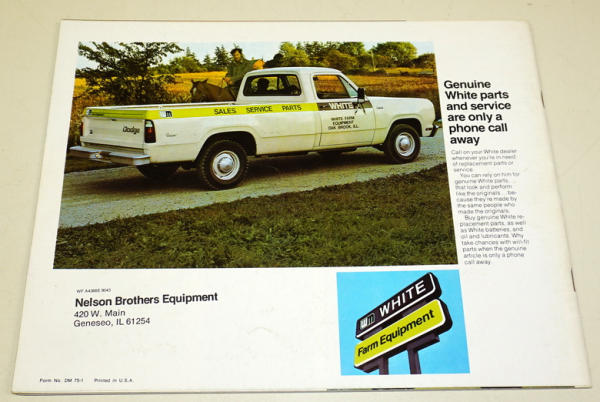 Genuine
White parts
and service
are only a
phone call
away
Call on your White dealer
whenever you're in need
of replacement parts or
service.
You can rely on him for
genuine White parts . . .
that look and perform
like the originals . . . be-
cause they're made by
the same people who
made the originals.
Buy genuine White re-
placement parts, as well
as White batteries, and
oil and lubricants. Why
take chances with will-fit
parts when the genuine
article is only a phone
call away.
SALES SERVICE PARTS
WHITE
WHITE FARM
EQUIPMENT
OAK BROOK, ILL.
Dodge
Nelson Brothers Equipment
420 W. Main
Geneseo, IL 61254
WHITE
Farm Equipment
Form No. DM 75-1 Printed in U.S.A.